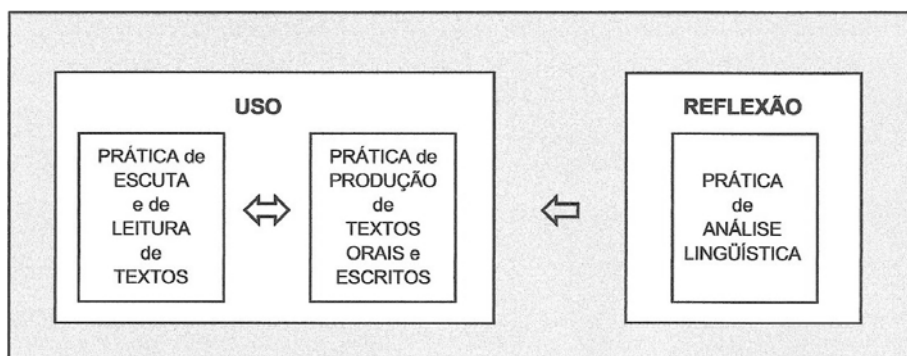 USO
PRÁTICA de
ESCUTA
e de
LEITURA
de
TEXTOS
PRÁTICA de
PRODUÇÃO
de
TEXTOS
ORAIS e
ESCRITOS
REFLEXÃO
PRÁTICA
de
ANÁLISE
LINGÜÍSTICA